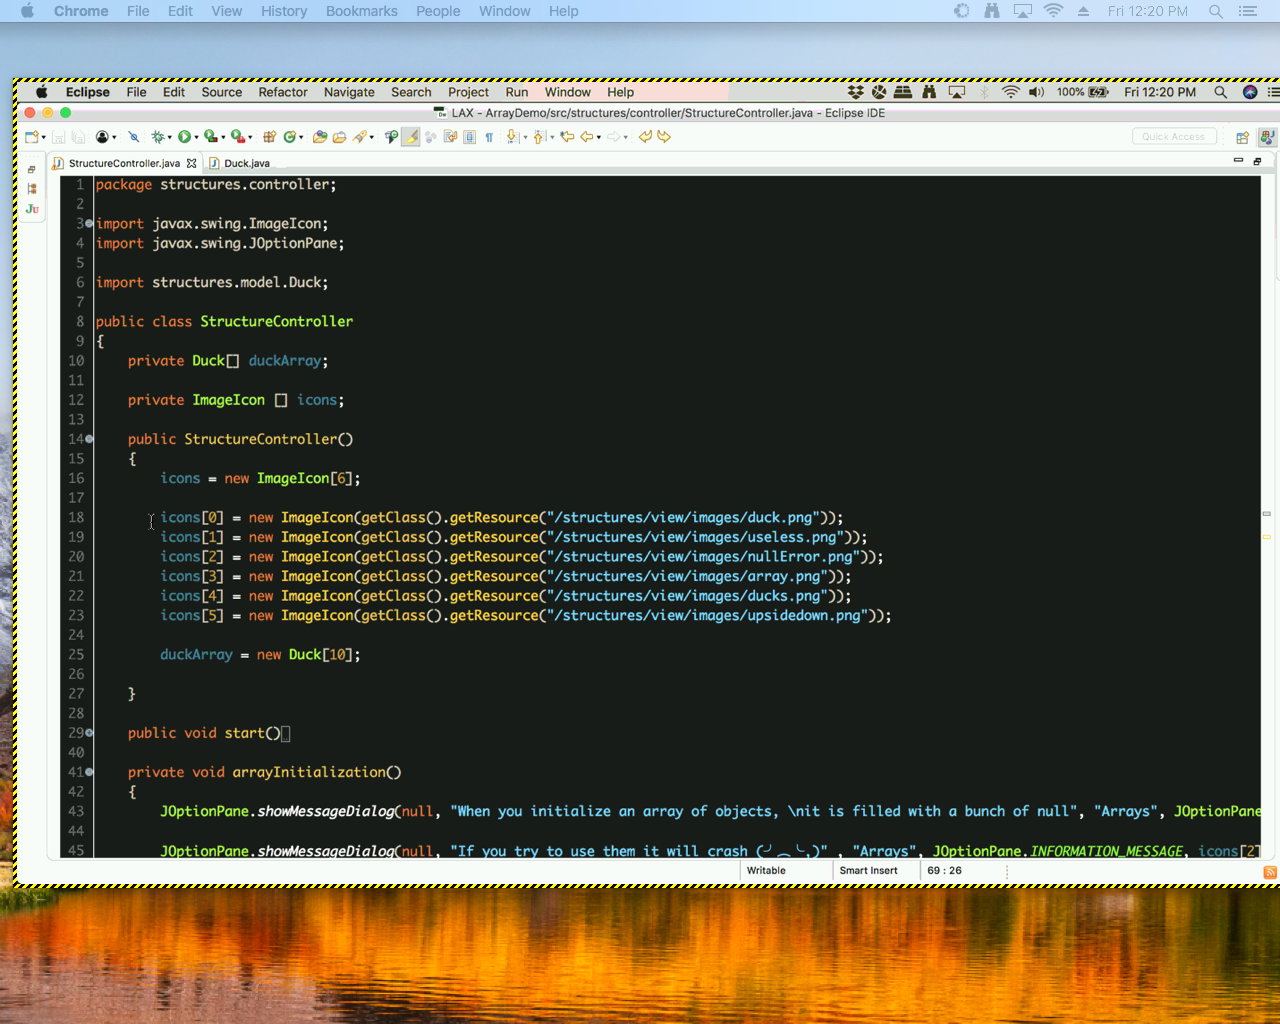 Chrome File Edit View History Bookmarks People Window Help Fri 12:20 PM
Eclipse File Edit Source Refactor Navigate Search Project Run Window Help 100% Fri 12:20 PM
LAX - ArrayDemo/src/structures/controller/StructureController.java - Eclipse IDE
Quick Access
StructureController.java Duck.java
1 package structures.controller;
2
3 import javax.swing.ImageIcon;
4 import javax.swing.JOptionPane;
5
6 import structures.model.Duck;
7
8 public class StructureController
9 {
10 private Duck[] duckArray;
11
12 private ImageIcon [] icons;
13
14 public StructureController()
15 {
16 icons = new ImageIcon[6];
17
18 icons[0] = new ImageIcon(getClass().getResource("/structures/view/images/duck.png"));
19 icons[1] = new ImageIcon(getClass().getResource("/structures/view/images/useless.png"));
20 icons[2] = new ImageIcon(getClass().getResource("/structures/view/images/nullError.png"));
21 icons[3] = new ImageIcon(getClass().getResource("/structures/view/images/array.png"));
22 icons[4] = new ImageIcon(getClass().getResource("/structures/view/images/ducks.png"));
23 icons[5] = new ImageIcon(getClass().getResource("/structures/view/images/upsidedown.png"));
24
25 duckArray = new Duck[10];
26
27 }
28
29 public void start()
40
41 private void arrayInitialization()
42 {
43 JOptionPane.showMessageDialog(null, "When you initialize an array of objects, \nit is filled with a bunch of null", "Arrays", JOptionPane
44
45 JOptionPane.showMessageDialog(null, "If you try to use them it will crash (╯︵╰,)" , "Arrays", JOptionPane.INFORMATION_MESSAGE, icons[2]
Writable Smart Insert 69 : 26